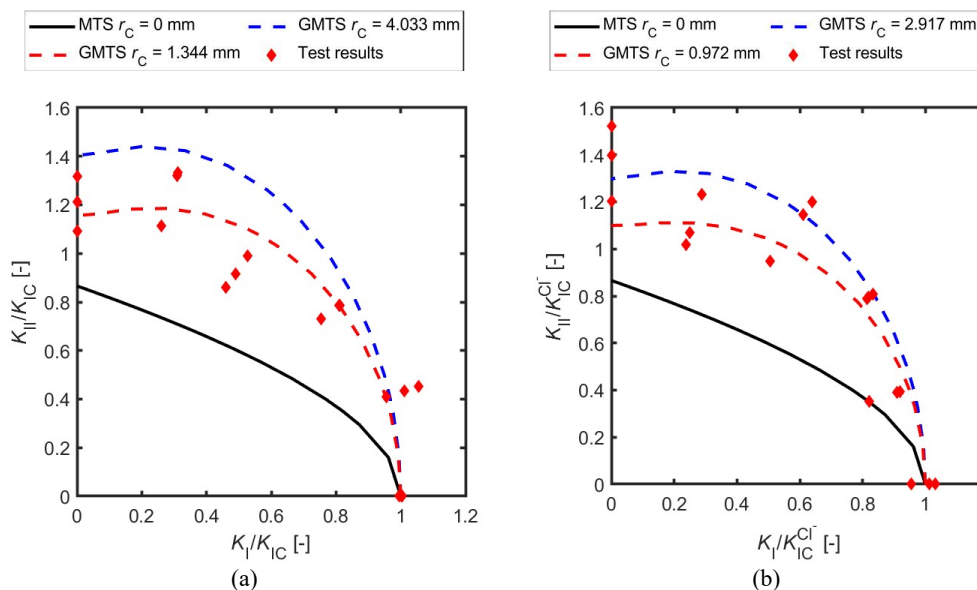 MTS r_C = 0 mm
GMTS r_C = 4.033 mm
GMTS r_C = 1.344 mm
Test results
1.6
1.4
1.2
1
0.8
0.6
0.4
0.2
0
K_II/K_IC [-]
0 0.2 0.4 0.6 0.8 1 1.2
K_I/K_IC [-]
(a)
MTS r_C = 0 mm
GMTS r_C = 2.917 mm
GMTS r_C = 0.972 mm
Test results
1.6
1.4
1.2
1
0.8
0.6
0.4
0.2
0
K_II/K_IC^Cl^- [-]
0 0.2 0.4 0.6 0.8 1
K_I/K_IC^Cl^- [-]
(b)